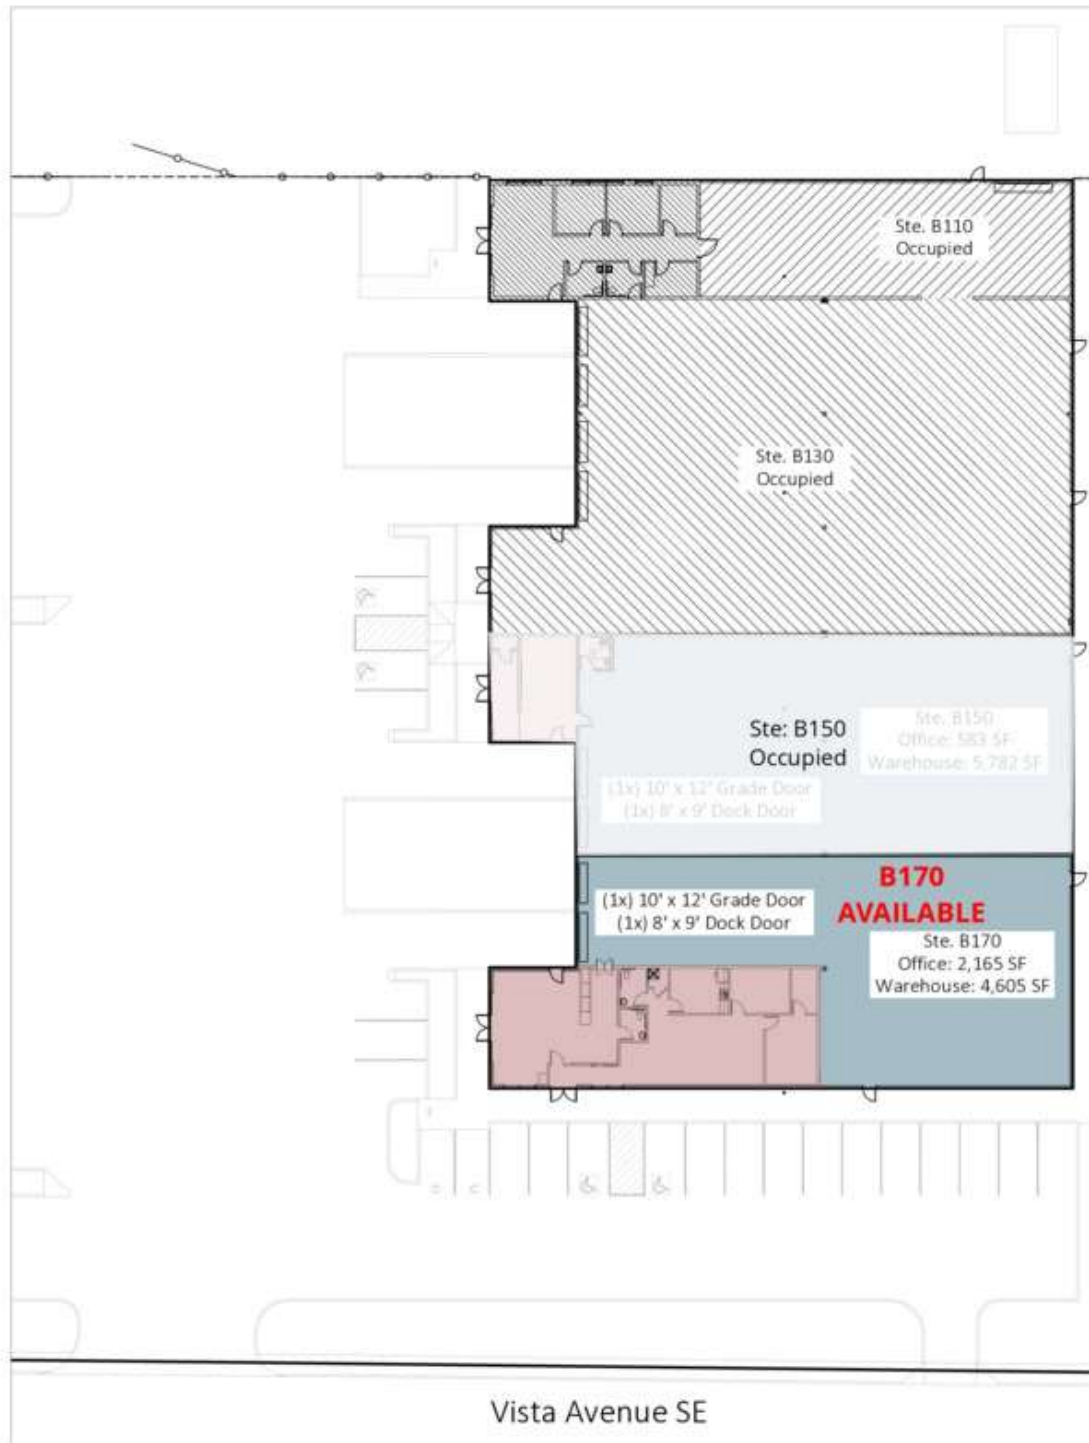 Ste. B110
Occupied
Ste. B130
Occupied
Ste: B150
Occupied
Ste. B150
Office: 583 SF
Warehouse: 5,782 SF
(1x) 10' x 12' Grade Door
(1x) 8' x 9' Dock Door
B170
AVAILABLE
(1x) 10' x 12' Grade Door
(1x) 8' x 9' Dock Door
Ste. B170
Office: 2,165 SF
Warehouse: 4,605 SF
Vista Avenue SE